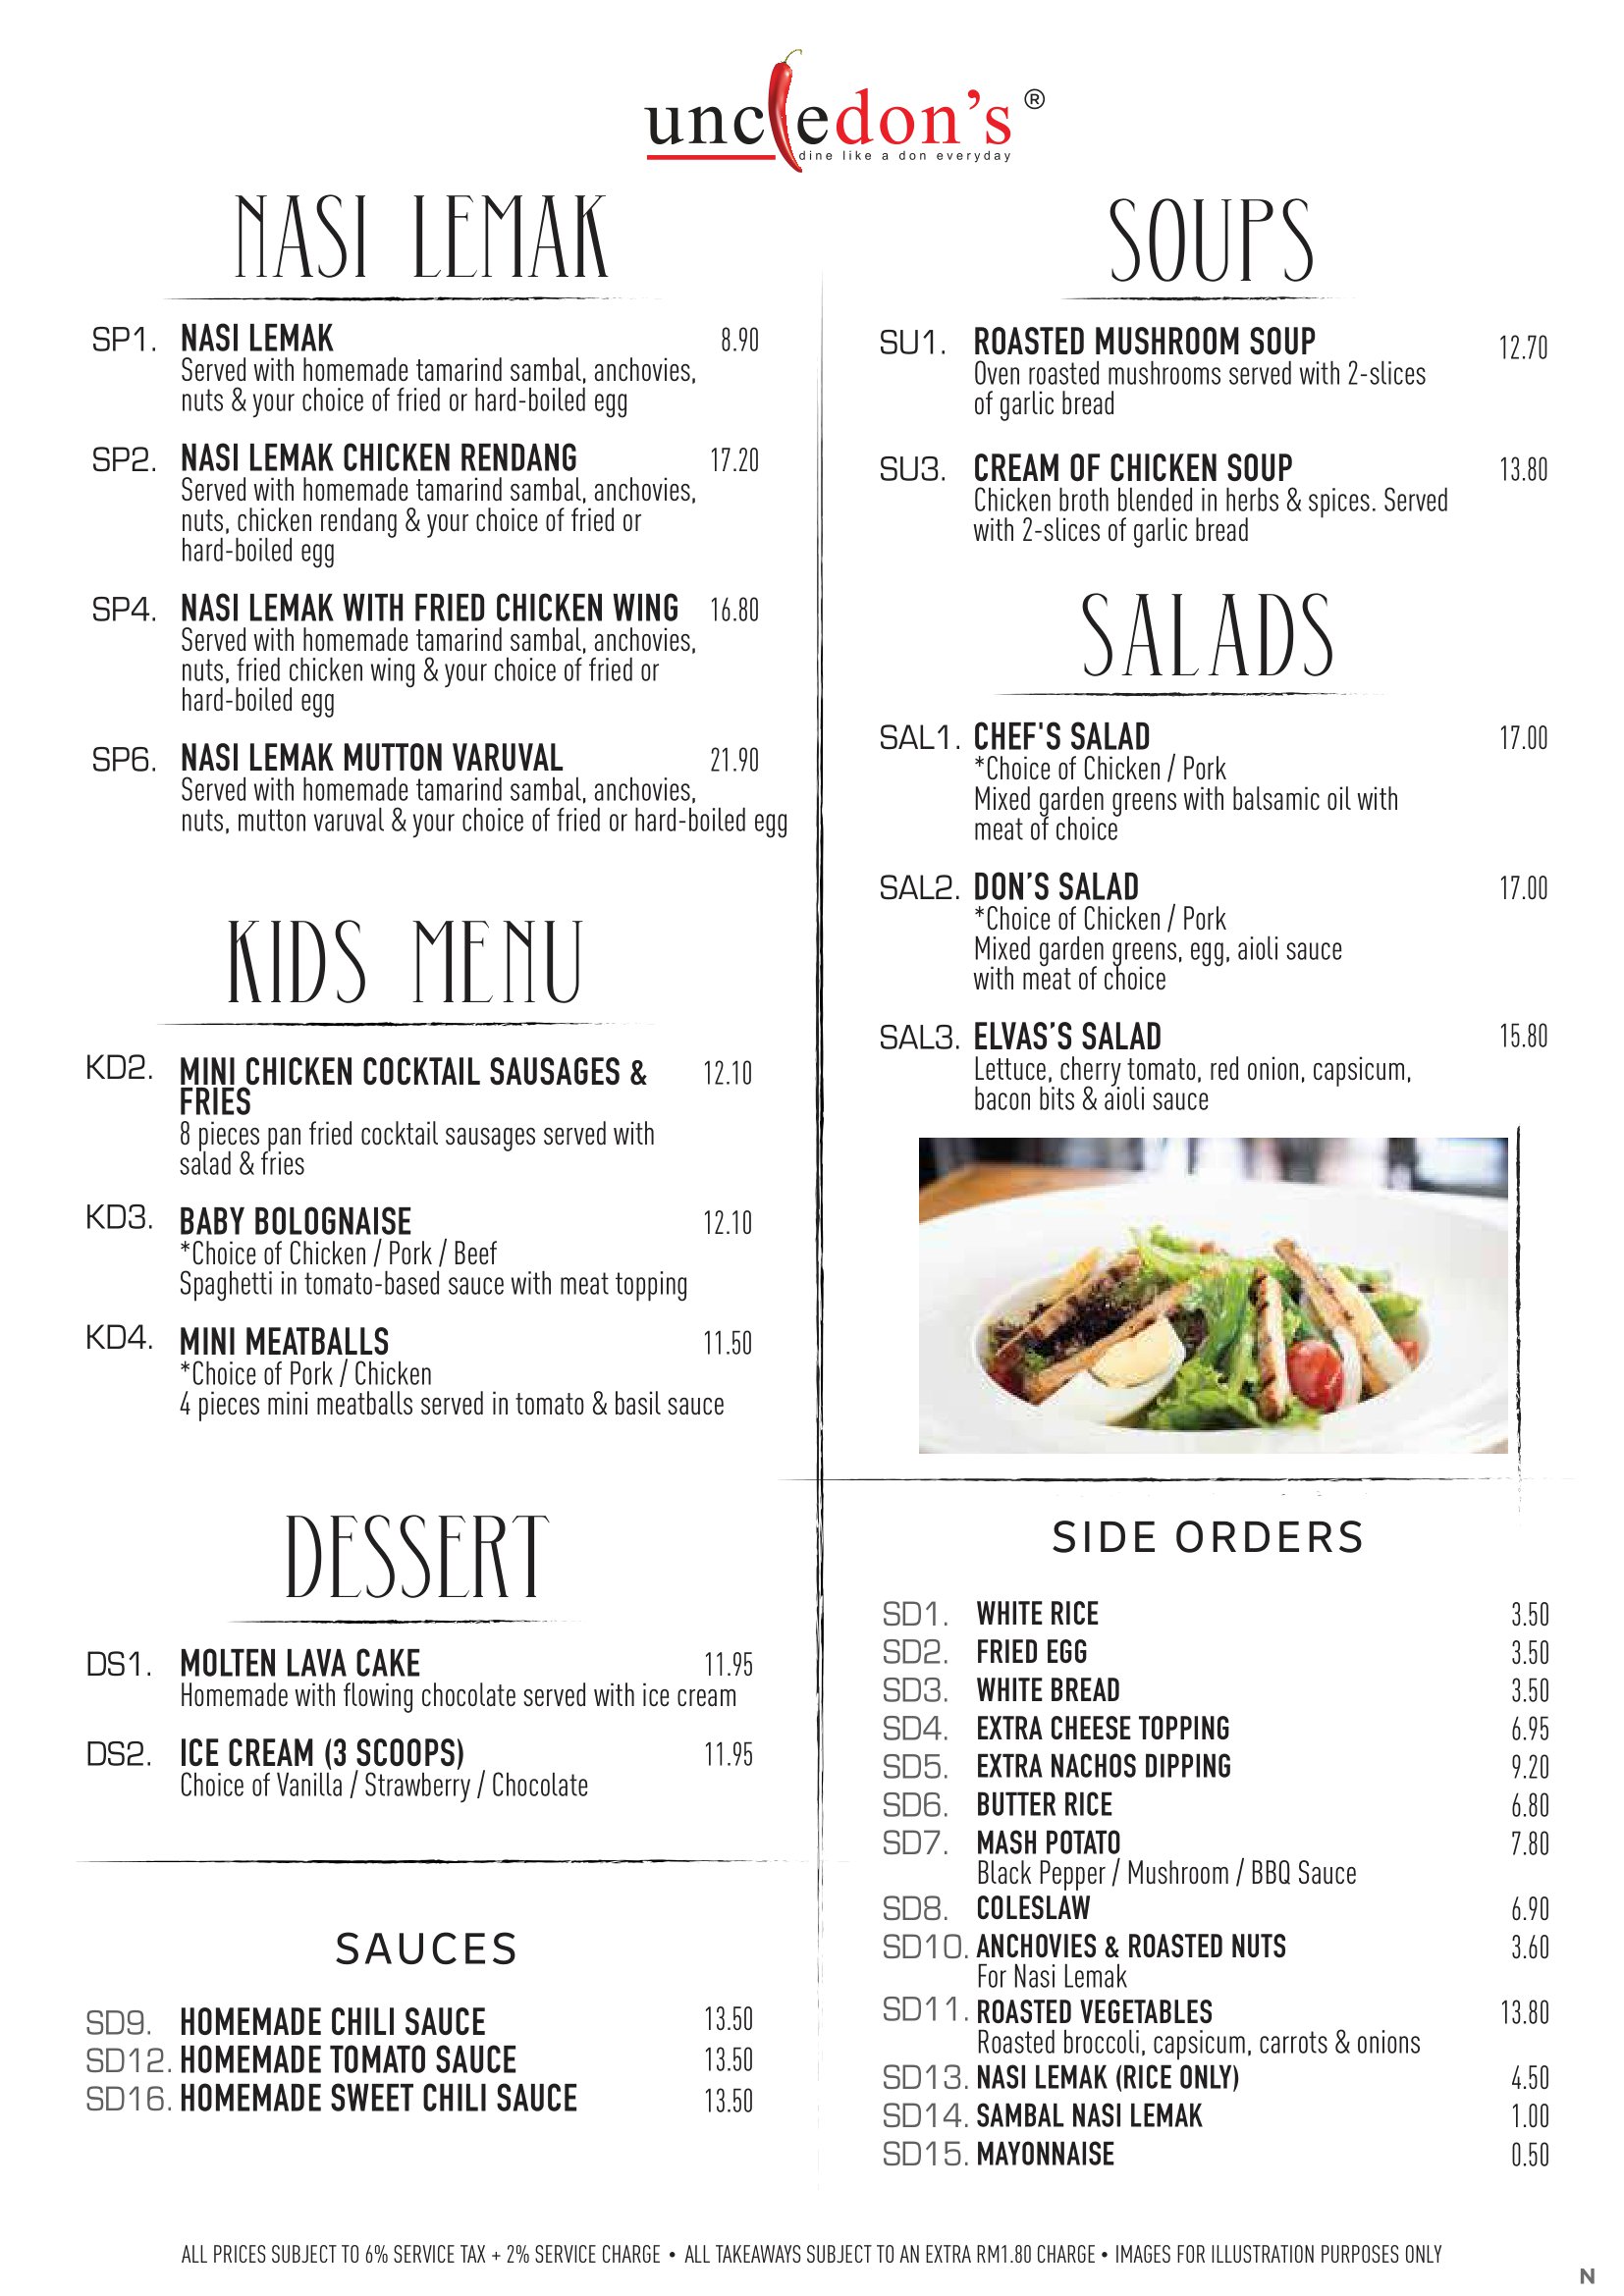 uncledon's ®
dine like a don everyday
NASI LEMAK
SP1. NASI LEMAK 8.90
Served with homemade tamarind sambal, anchovies,
nuts & your choice of fried or hard-boiled egg
SP2. NASI LEMAK CHICKEN RENDANG 17.20
Served with homemade tamarind sambal, anchovies,
nuts, chicken rendang & your choice of fried or
hard-boiled egg
SP4. NASI LEMAK WITH FRIED CHICKEN WING 16.80
Served with homemade tamarind sambal, anchovies,
nuts, fried chicken wing & your choice of fried or
hard-boiled egg
SP6. NASI LEMAK MUTTON VARUVAL 21.90
Served with homemade tamarind sambal, anchovies,
nuts, mutton varuval & your choice of fried or hard-boiled egg
KIDS MENU
KD2. MINI CHICKEN COCKTAIL SAUSAGES & 12.10
FRIES
8 pieces pan fried cocktail sausages served with
salad & fries
KD3. BABY BOLOGNAISE 12.10
*Choice of Chicken / Pork / Beef
Spaghetti in tomato-based sauce with meat topping
KD4. MINI MEATBALLS 11.50
*Choice of Pork / Chicken
4 pieces mini meatballs served in tomato & basil sauce
DESSERT
DS1. MOLTEN LAVA CAKE 11.95
Homemade with flowing chocolate served with ice cream
DS2. ICE CREAM (3 SCOOPS) 11.95
Choice of Vanilla / Strawberry / Chocolate
SAUCES
SD9. HOMEMADE CHILI SAUCE 13.50
SD12. HOMEMADE TOMATO SAUCE 13.50
SD16. HOMEMADE SWEET CHILI SAUCE 13.50
SOUPS
SU1. ROASTED MUSHROOM SOUP 12.70
Oven roasted mushrooms served with 2-slices
of garlic bread
SU3. CREAM OF CHICKEN SOUP 13.80
Chicken broth blended in herbs & spices. Served
with 2-slices of garlic bread
SALADS
SAL1. CHEF'S SALAD 17.00
*Choice of Chicken / Pork
Mixed garden greens with balsamic oil with
meat of choice
SAL2. DON'S SALAD 17.00
*Choice of Chicken / Pork
Mixed garden greens, egg, aioli sauce
with meat of choice
SAL3. ELVAS'S SALAD 15.80
Lettuce, cherry tomato, red onion, capsicum,
bacon bits & aioli sauce
SIDE ORDERS
SD1. WHITE RICE 3.50
SD2. FRIED EGG 3.50
SD3. WHITE BREAD 3.50
SD4. EXTRA CHEESE TOPPING 6.95
SD5. EXTRA NACHOS DIPPING 9.20
SD6. BUTTER RICE 6.80
SD7. MASH POTATO 7.80
Black Pepper / Mushroom / BBQ Sauce
SD8. COLESLAW 6.90
SD10. ANCHOVIES & ROASTED NUTS 3.60
For Nasi Lemak
SD11. ROASTED VEGETABLES 13.80
Roasted broccoli, capsicum, carrots & onions
SD13. NASI LEMAK (RICE ONLY) 4.50
SD14. SAMBAL NASI LEMAK 1.00
SD15. MAYONNAISE 0.50
ALL PRICES SUBJECT TO 6% SERVICE TAX + 2% SERVICE CHARGE • ALL TAKEAWAYS SUBJECT TO AN EXTRA RM1.80 CHARGE • IMAGES FOR ILLUSTRATION PURPOSES ONLY
N